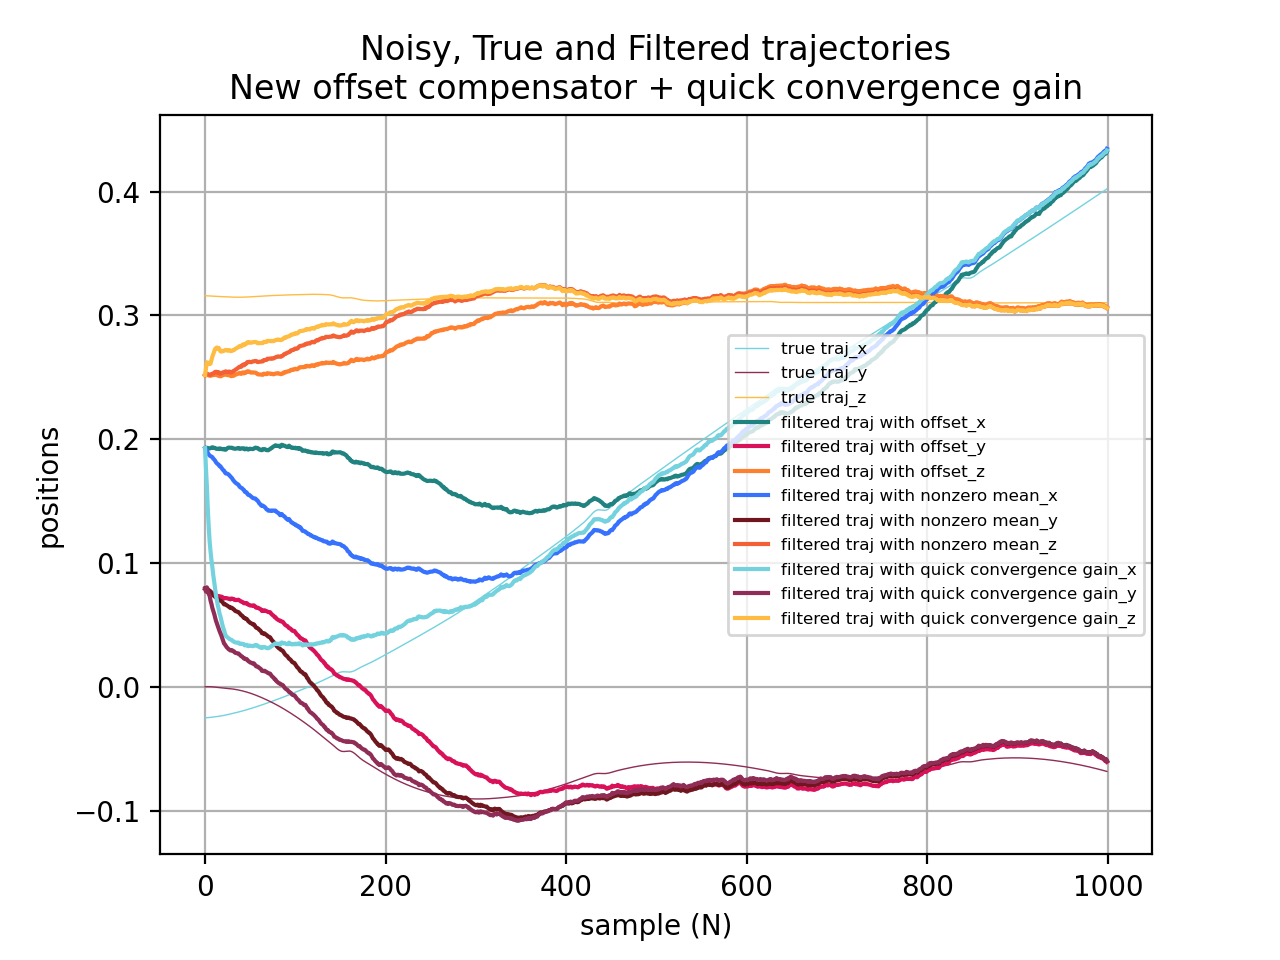 Noisy, True and Filtered trajectories
New offset compensator + quick convergence gain
positions
0.4
0.3
0.2
0.1
0.0
−0.1
true traj_x
true traj_y
true traj_z
filtered traj with offset_x
filtered traj with offset_y
filtered traj with offset_z
filtered traj with nonzero mean_x
filtered traj with nonzero mean_y
filtered traj with nonzero mean_z
filtered traj with quick convergence gain_x
filtered traj with quick convergence gain_y
filtered traj with quick convergence gain_z
0 200 400 600 800 1000
sample (N)